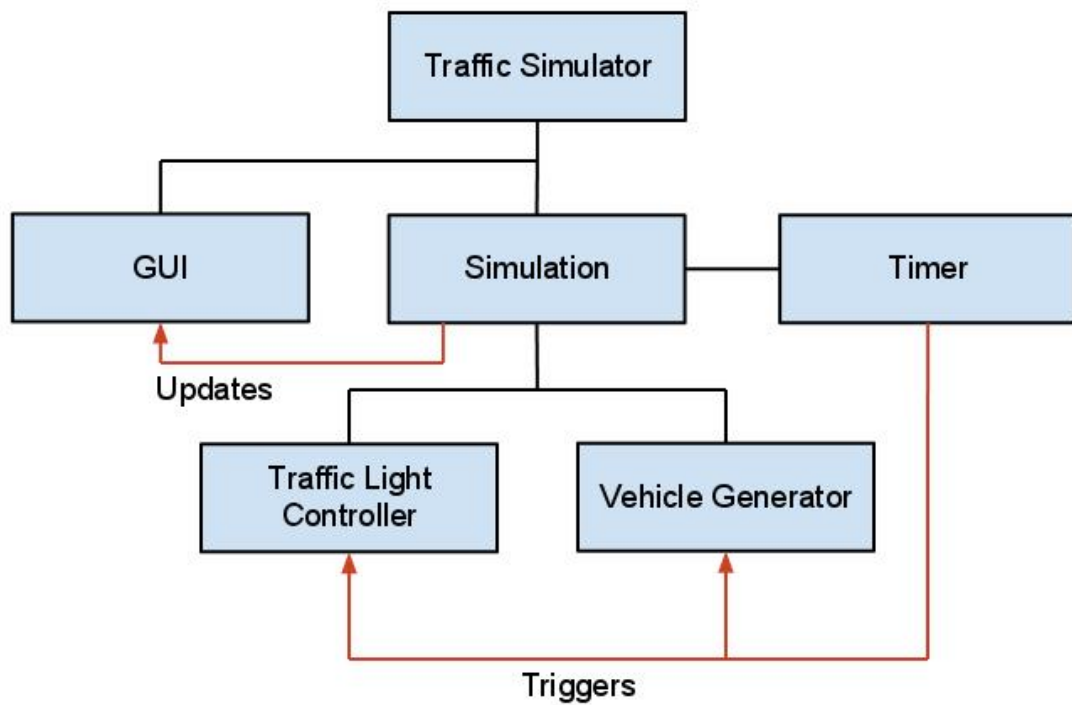 Traffic Simulator
GUI
Simulation
Timer
Updates
Traffic Light
Controller
Vehicle Generator
Triggers